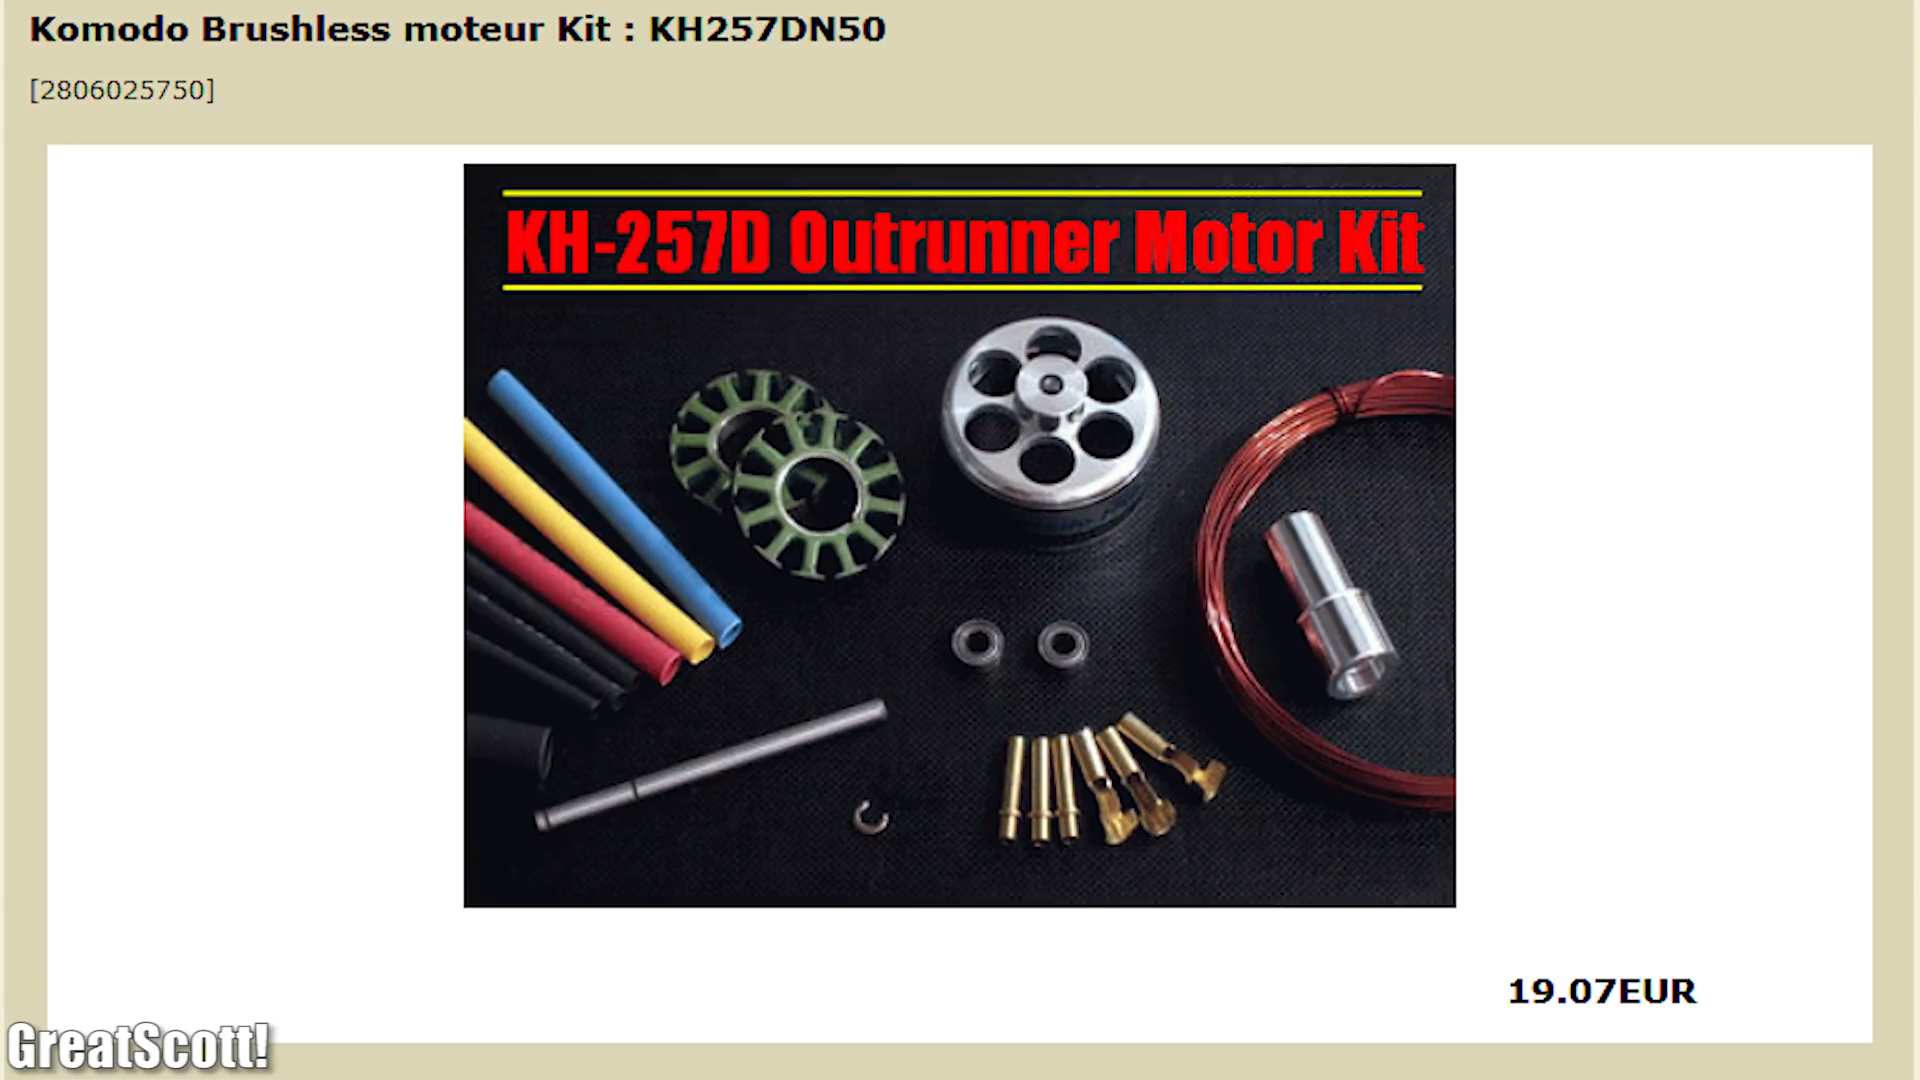 Komodo Brushless moteur Kit : KH257DN50
[2806025750]
KH-257D Outrunner Motor Kit
19.07EUR
GreatScott!